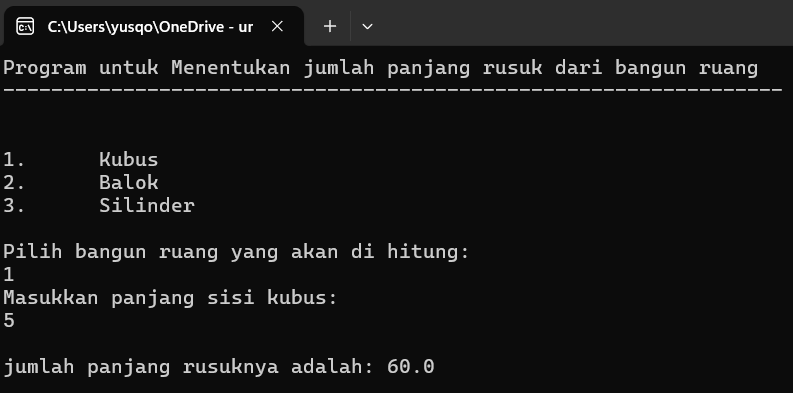 C:\Users\yusqo\OneDrive - ur
Program untuk Menentukan jumlah panjang rusuk dari bangun ruang
-----------------------------------------------------------------
1.      Kubus
2.      Balok
3.      Silinder
Pilih bangun ruang yang akan di hitung:
1
Masukkan panjang sisi kubus:
5
jumlah panjang rusuknya adalah: 60.0